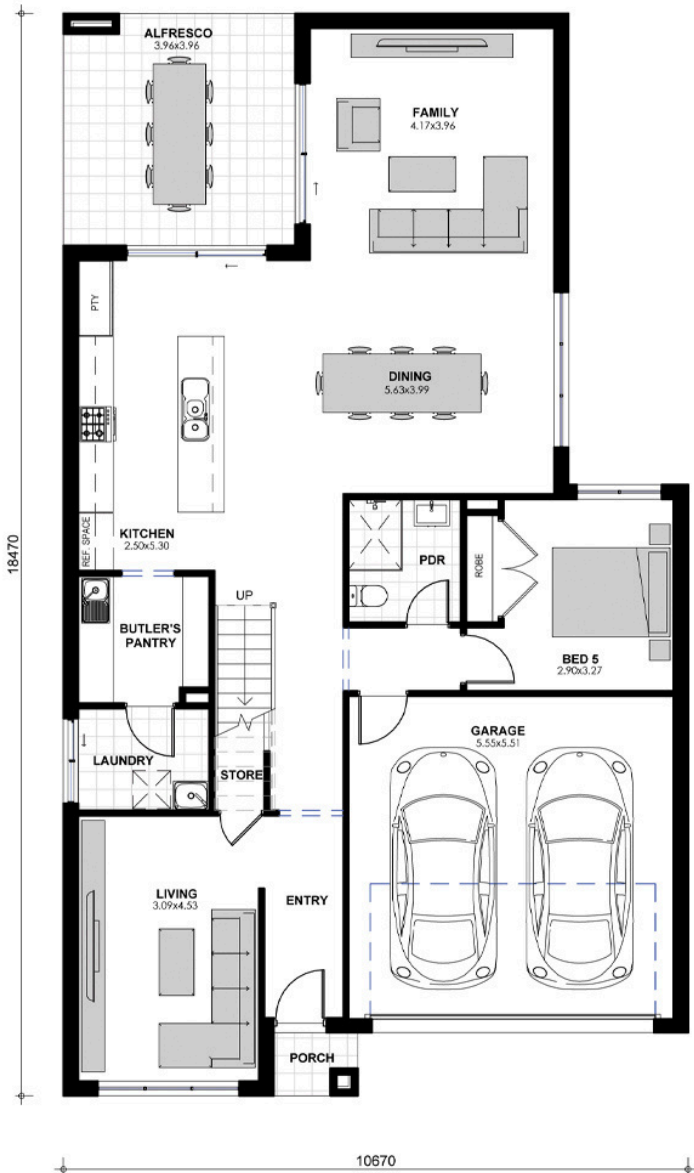 ALFRESCO
3.96x3.96
FAMILY
4.17x3.96
PTY
DINING
5.63x3.99
KITCHEN
2.50x5.30
REF. SPACE
PDR
ROBE
BUTLER'S
PANTRY
UP
BED 5
2.90x3.27
LAUNDRY
STORE
GARAGE
5.55x5.51
LIVING
3.09x4.53
ENTRY
PORCH
18470
10670